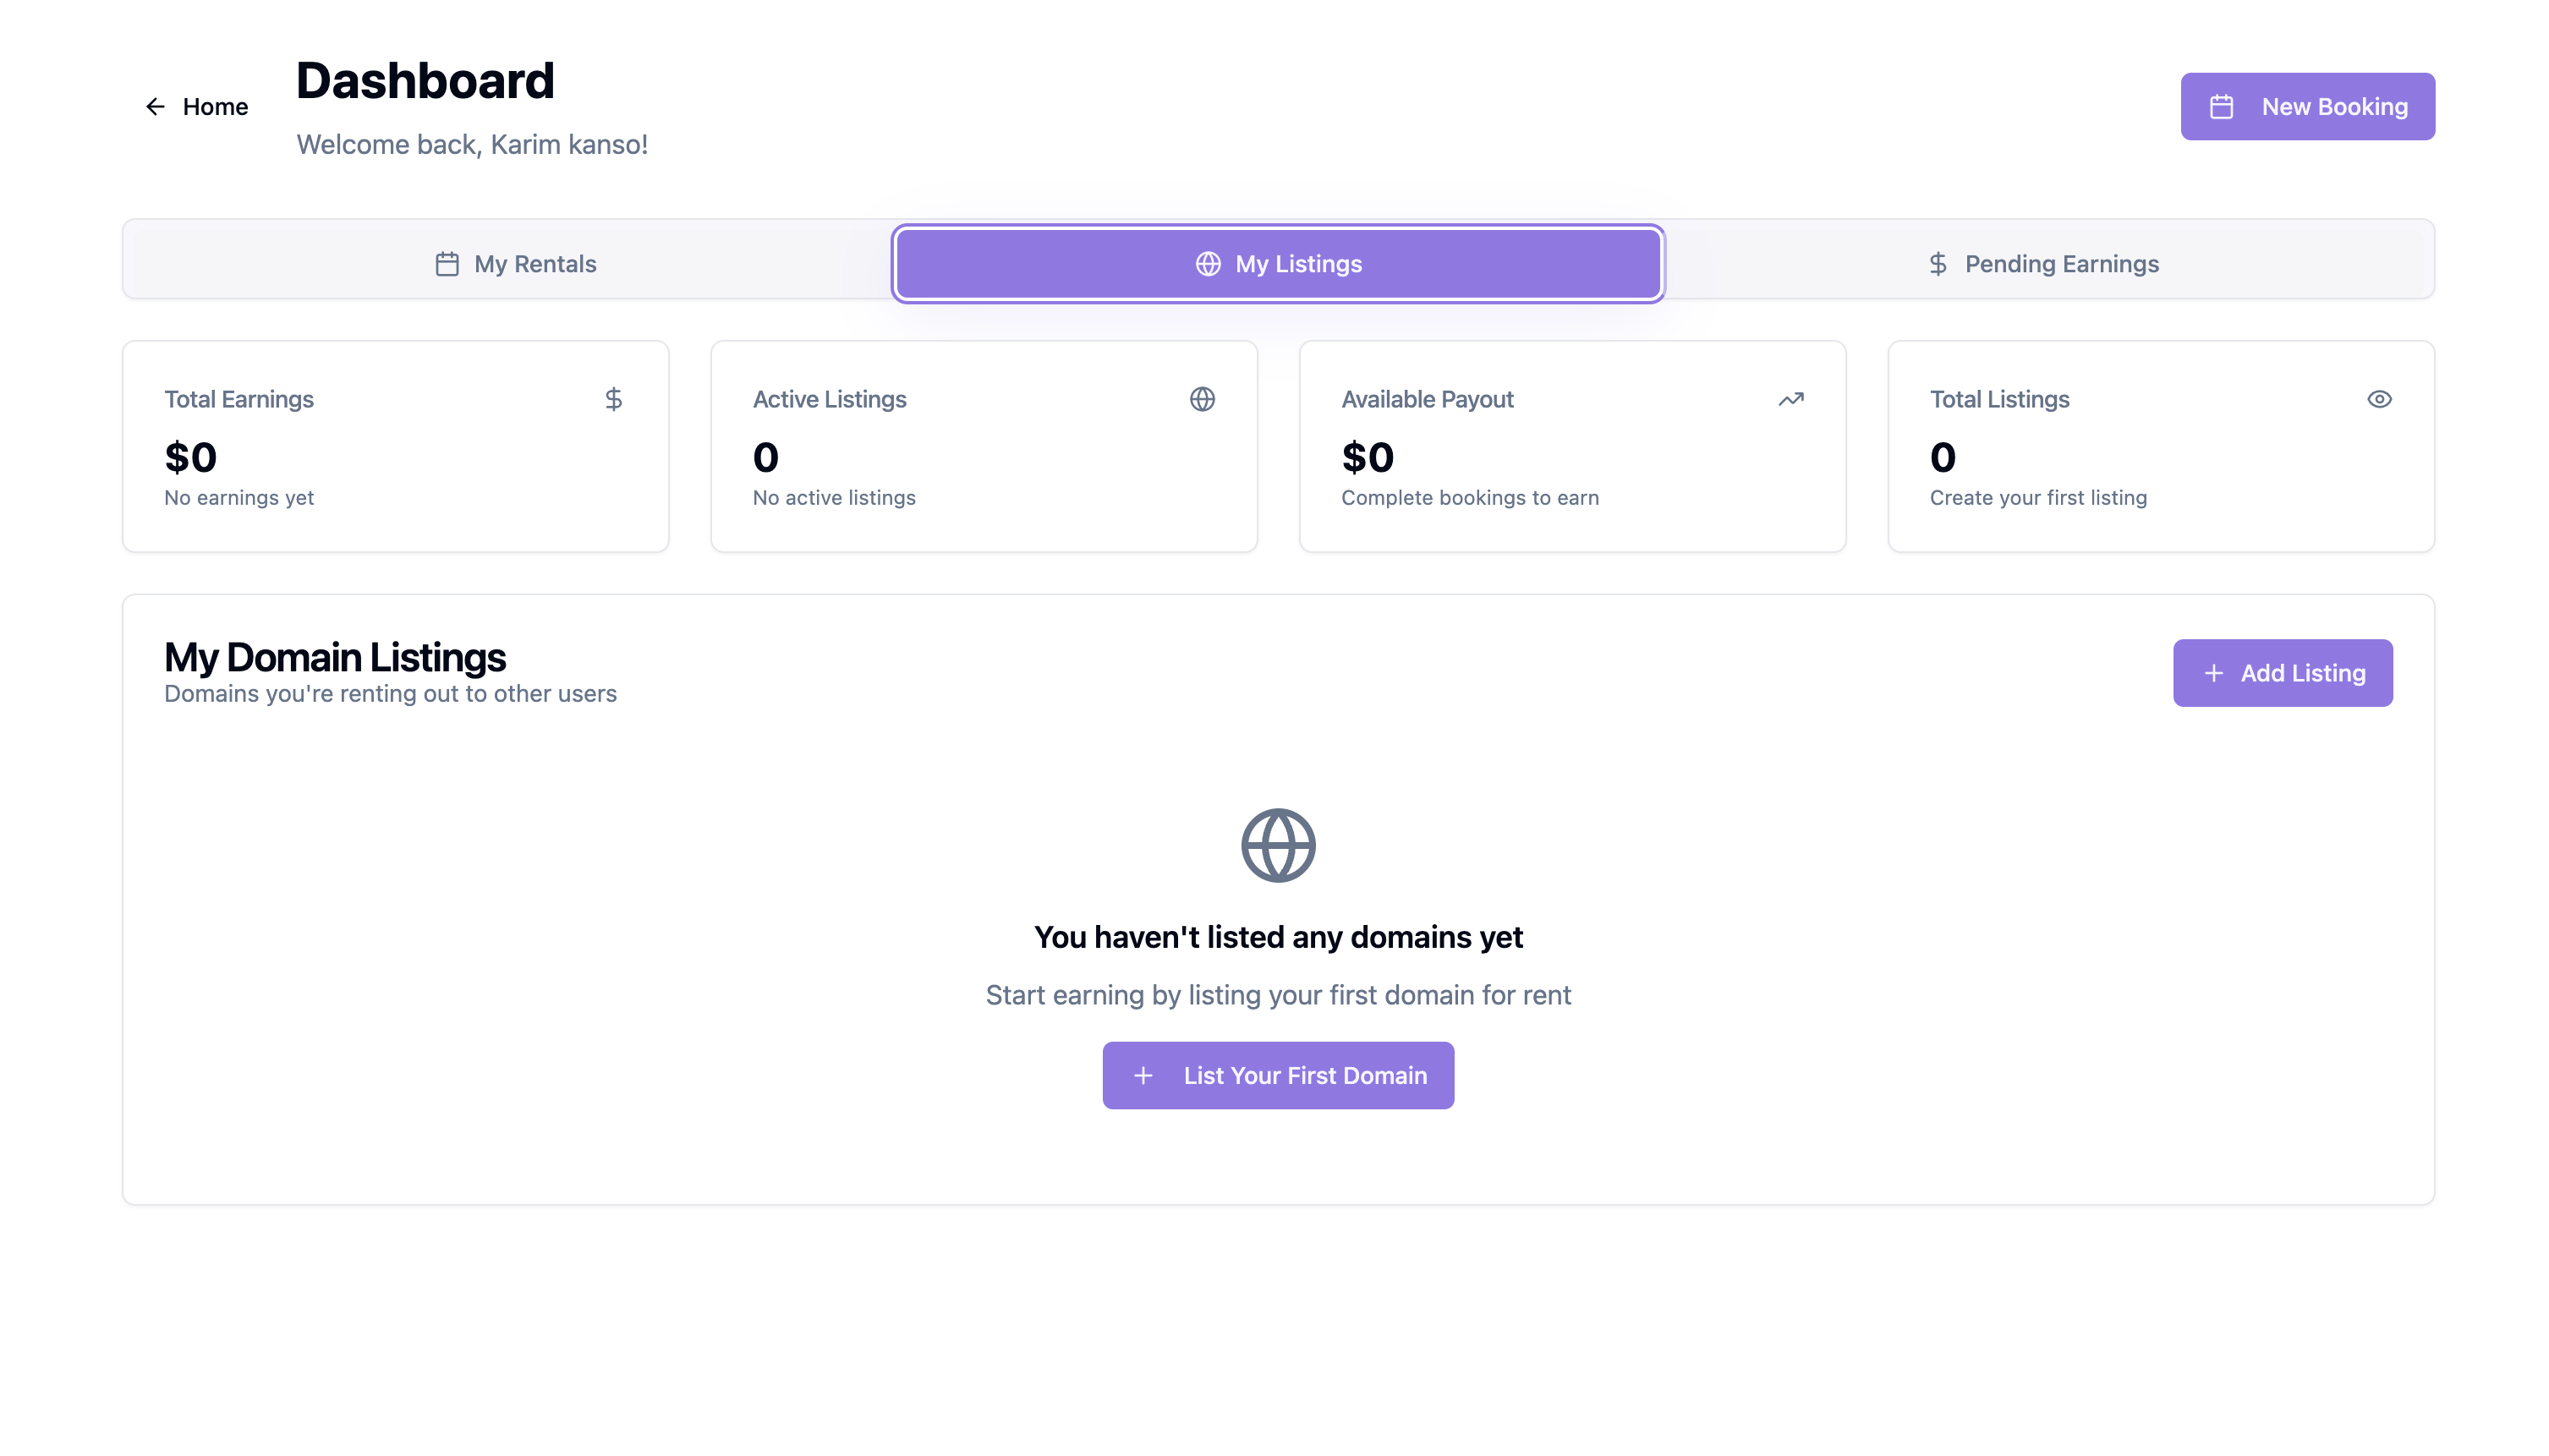 Home
Dashboard
Welcome back, Karim kanso!
New Booking
My Rentals
My Listings
Pending Earnings
Total Earnings
$0
No earnings yet
Active Listings
0
No active listings
Available Payout
$0
Complete bookings to earn
Total Listings
0
Create your first listing
My Domain Listings
Domains you're renting out to other users
Add Listing
You haven't listed any domains yet
Start earning by listing your first domain for rent
List Your First Domain